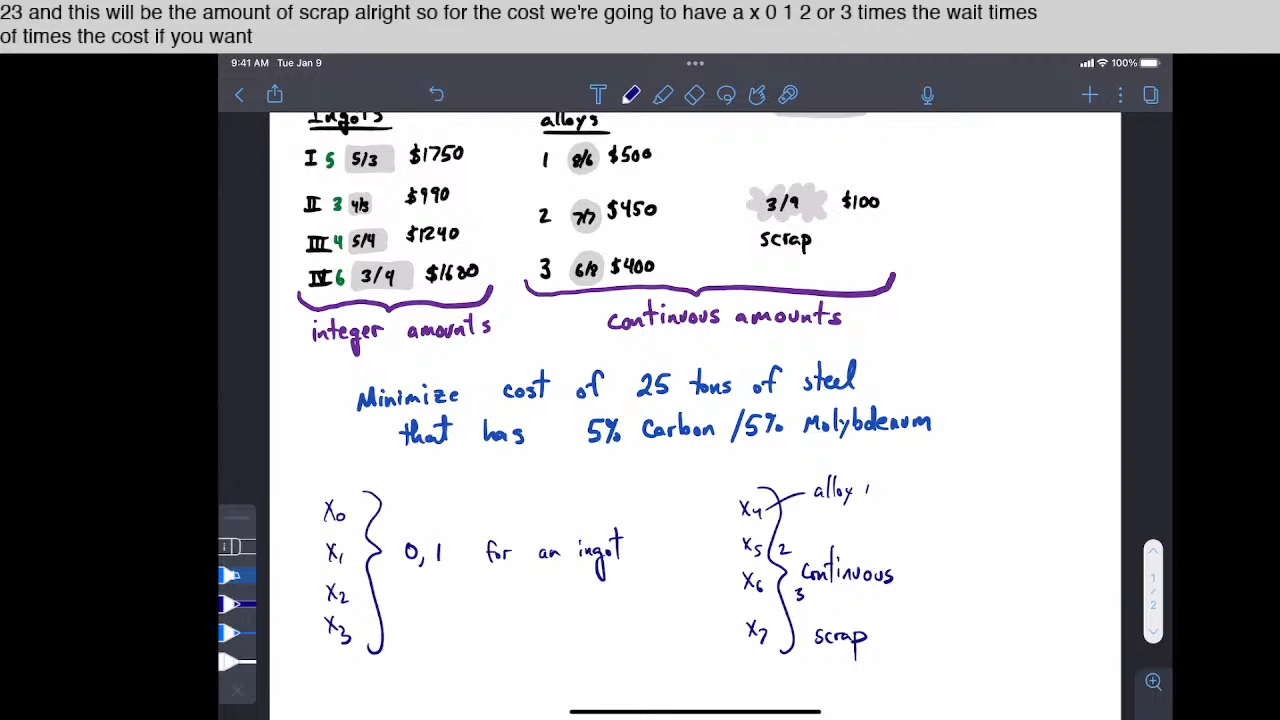 23 and this will be the amount of scrap alright so for the cost we're going to have a x 0 1 2 or 3 times the wait times
of times the cost if you want
9:41 AM Tue Jan 9
100%
T
Ingots
I 5 5/3 $1750
II 3 4/3 $990
III 4 5/4 $1240
IV 6 3/4 $1680
integer amounts
alloys
1 8/6 $500
2 7/7 $450
3 6/8 $400
3/9 $100
scrap
continuous amounts
Minimize cost of 25 tons of steel
that has 5% Carbon / 5% Molybdenum
x0
x1
x2
x3
0, 1 for an ingot
x4 alloy 1
x5 2
x6 3 continuous
x7 scrap
1
/
2